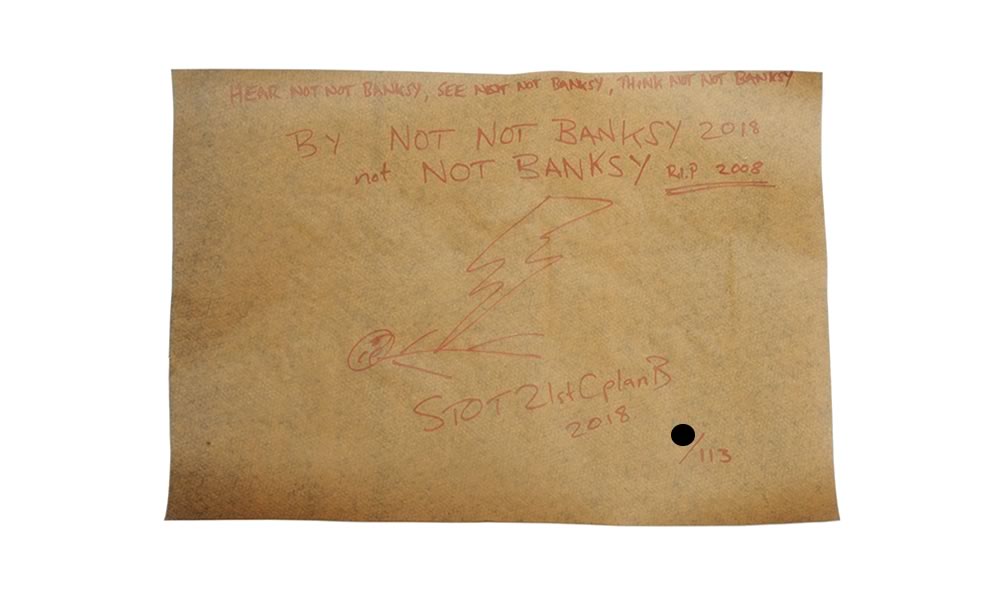 HEAR NOT NOT BANKSY, SEE NOT NOT BANKSY, THINK NOT NOT BANKSY
BY NOT NOT BANKSY 2018
not NOT BANKSY R.I.P 2008
STOT21stCplanB
2018
/113